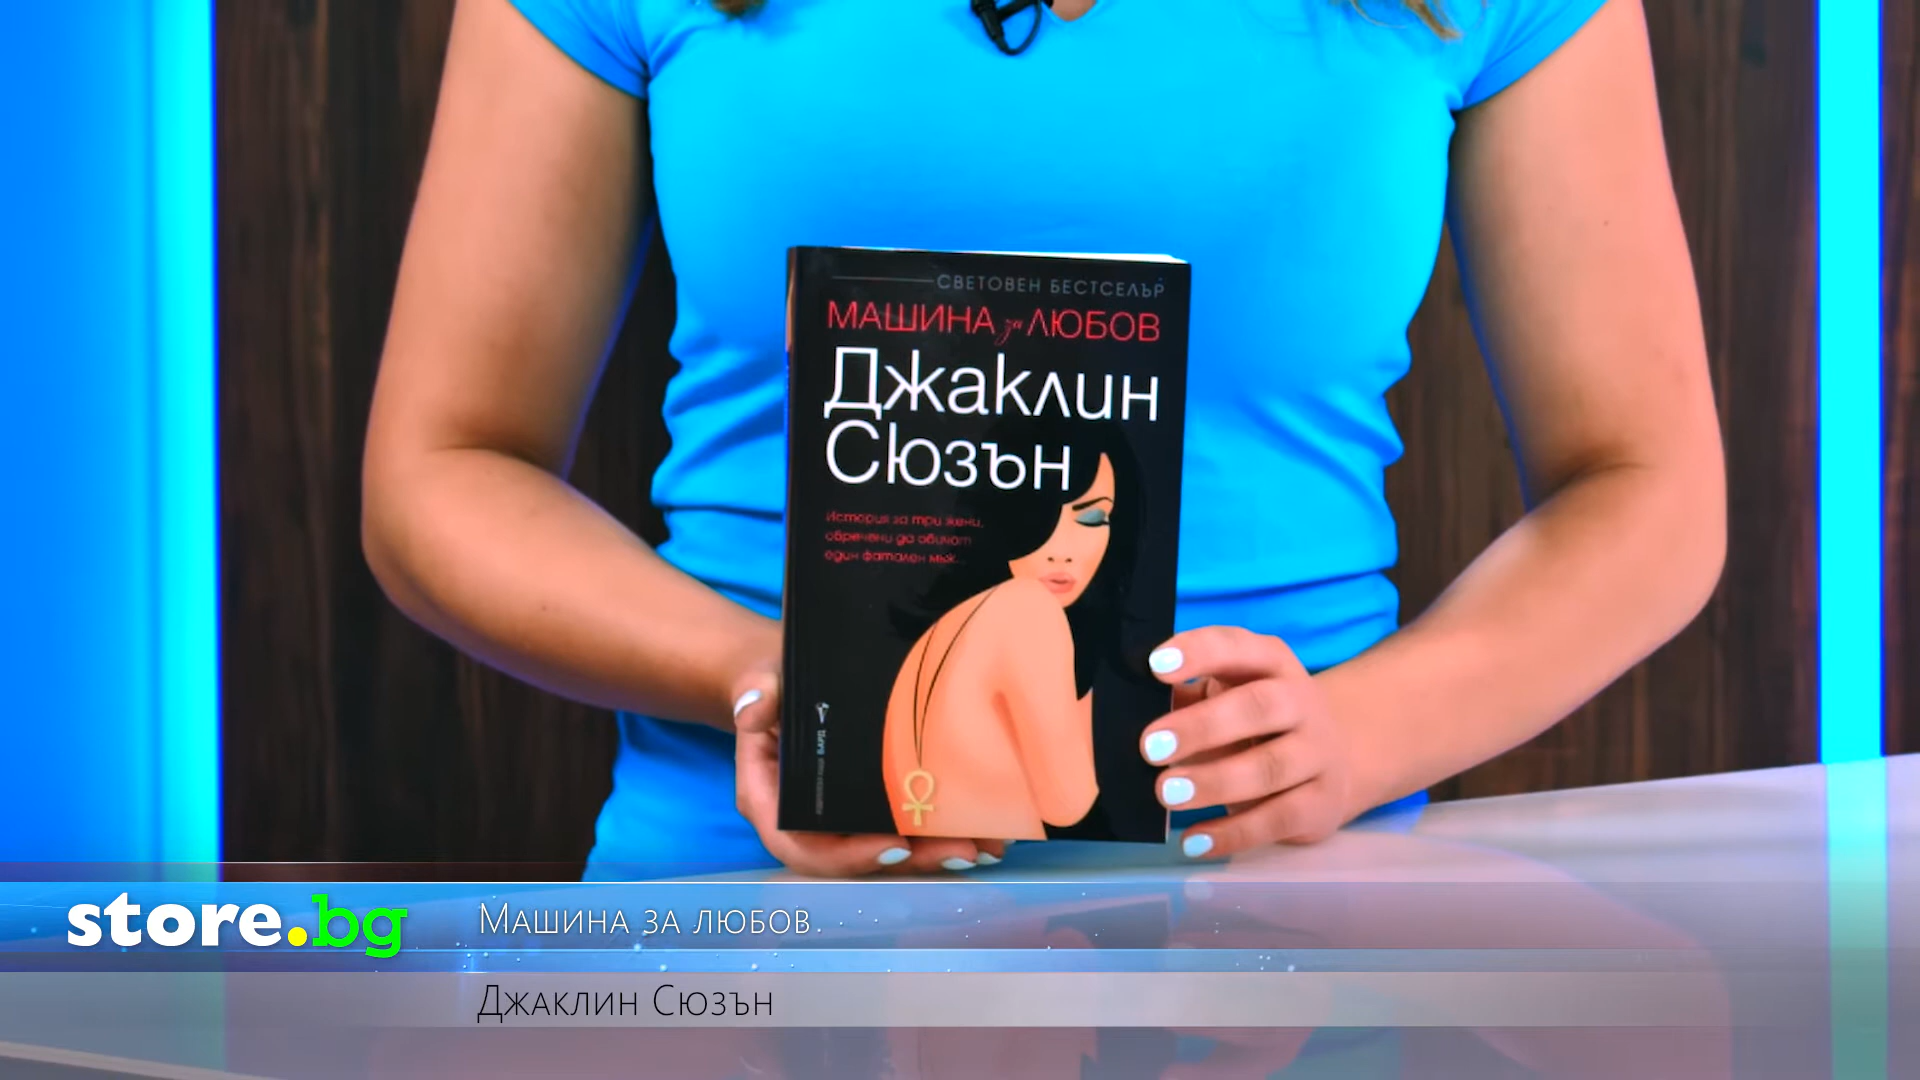 СВЕТОВЕН БЕСТСЕЛЪР
МАШИНА за ЛЮБОВ
Джаклин
Сюзън
История за три жени,
обречени да обичат
един фатален мъж...
store.bg
Машина за любов
Джаклин Сюзън